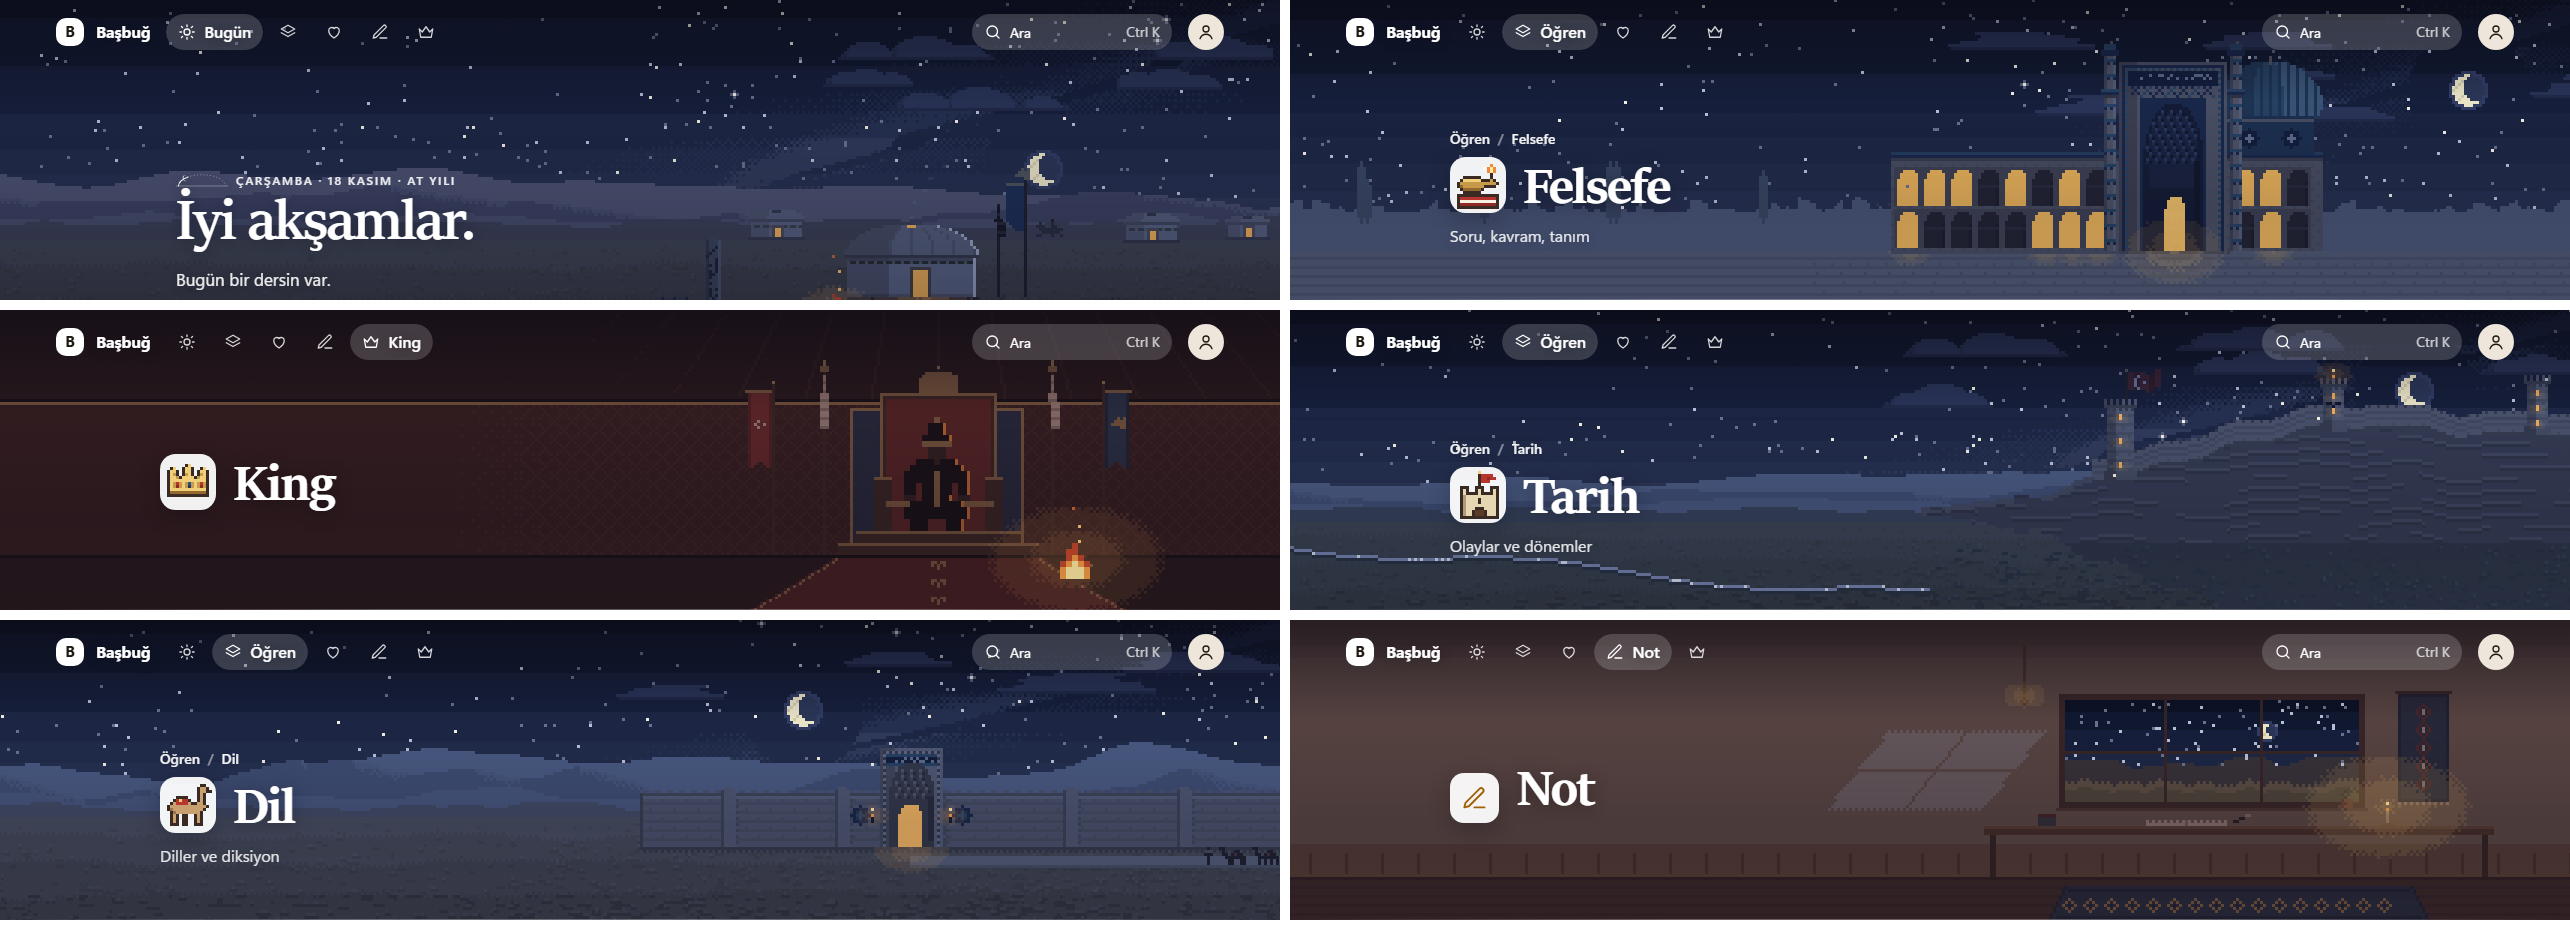 B Başbuğ Bugün Ara Ctrl K
ÇARŞAMBA · 18 KASIM · AT YILI
İyi akşamlar.
Bugün bir dersin var.
B Başbuğ Öğren Ara Ctrl K
Öğren / Felsefe
Felsefe
Soru, kavram, tanım
B Başbuğ King Ara Ctrl K
King
B Başbuğ Öğren Ara Ctrl K
Öğren / Tarih
Tarih
Olaylar ve dönemler
B Başbuğ Öğren Ara Ctrl K
Öğren / Dil
Dil
Diller ve diksiyon
B Başbuğ Not Ara Ctrl K
Not